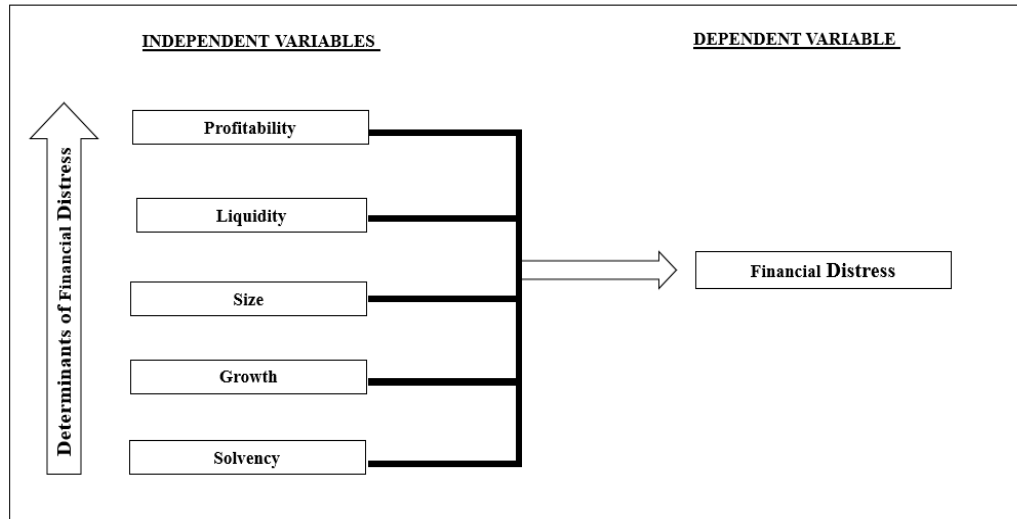 INDEPENDENT VARIABLES
DEPENDENT VARIABLE
Determinants of Financial Distress
Profitability
Liquidity
Size
Growth
Solvency
Financial Distress